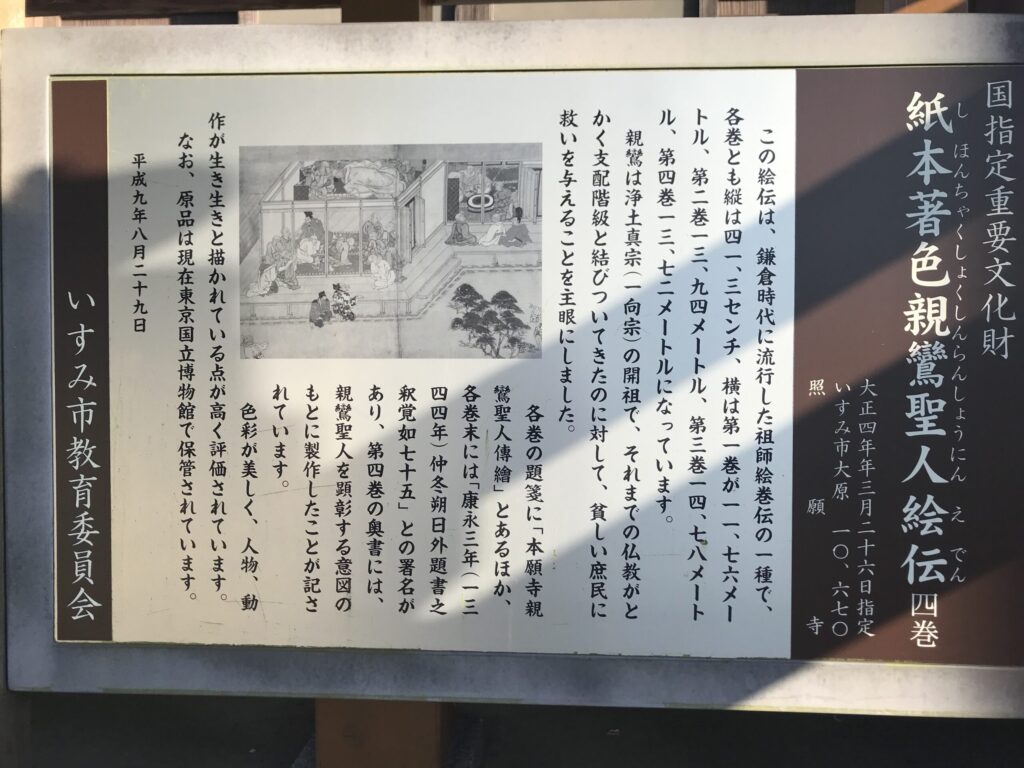 国指定重要文化財
し ほんちゃくしょくしんらんしょうにん え でん
紙本著色親鸞聖人絵伝四巻
大正四年年三月二十六日指定
いすみ市大原 一〇、六七〇
照願寺
この絵伝は、鎌倉時代に流行した祖師絵巻伝の一種で、
各巻とも縦は四一、三センチ、横は第一巻が一一、七六メー
トル、第二巻一三、九四メートル、第三巻一四、七八メート
ル、第四巻一三、七二メートルになっています。
親鸞は浄土真宗(一向宗)の開祖で、それまでの仏教がと
かく支配階級と結びついてきたのに対して、貧しい庶民に
救いを与えることを主眼にしました。
各巻の題箋に「本願寺親
鸞聖人傳繪」とあるほか、
各巻末には「康永三年(一三
四四年)仲冬朔日外題書之
釈覚如七十五」との署名が
あり、第四巻の奥書には、
親鸞聖人を顕彰する意図の
もとに製作したことが記さ
れています。
色彩が美しく、人物、動
作が生き生きと描かれている点が高く評価されています。
なお、原品は現在東京国立博物館で保管されています。
平成九年八月二十九日
いすみ市教育委員会